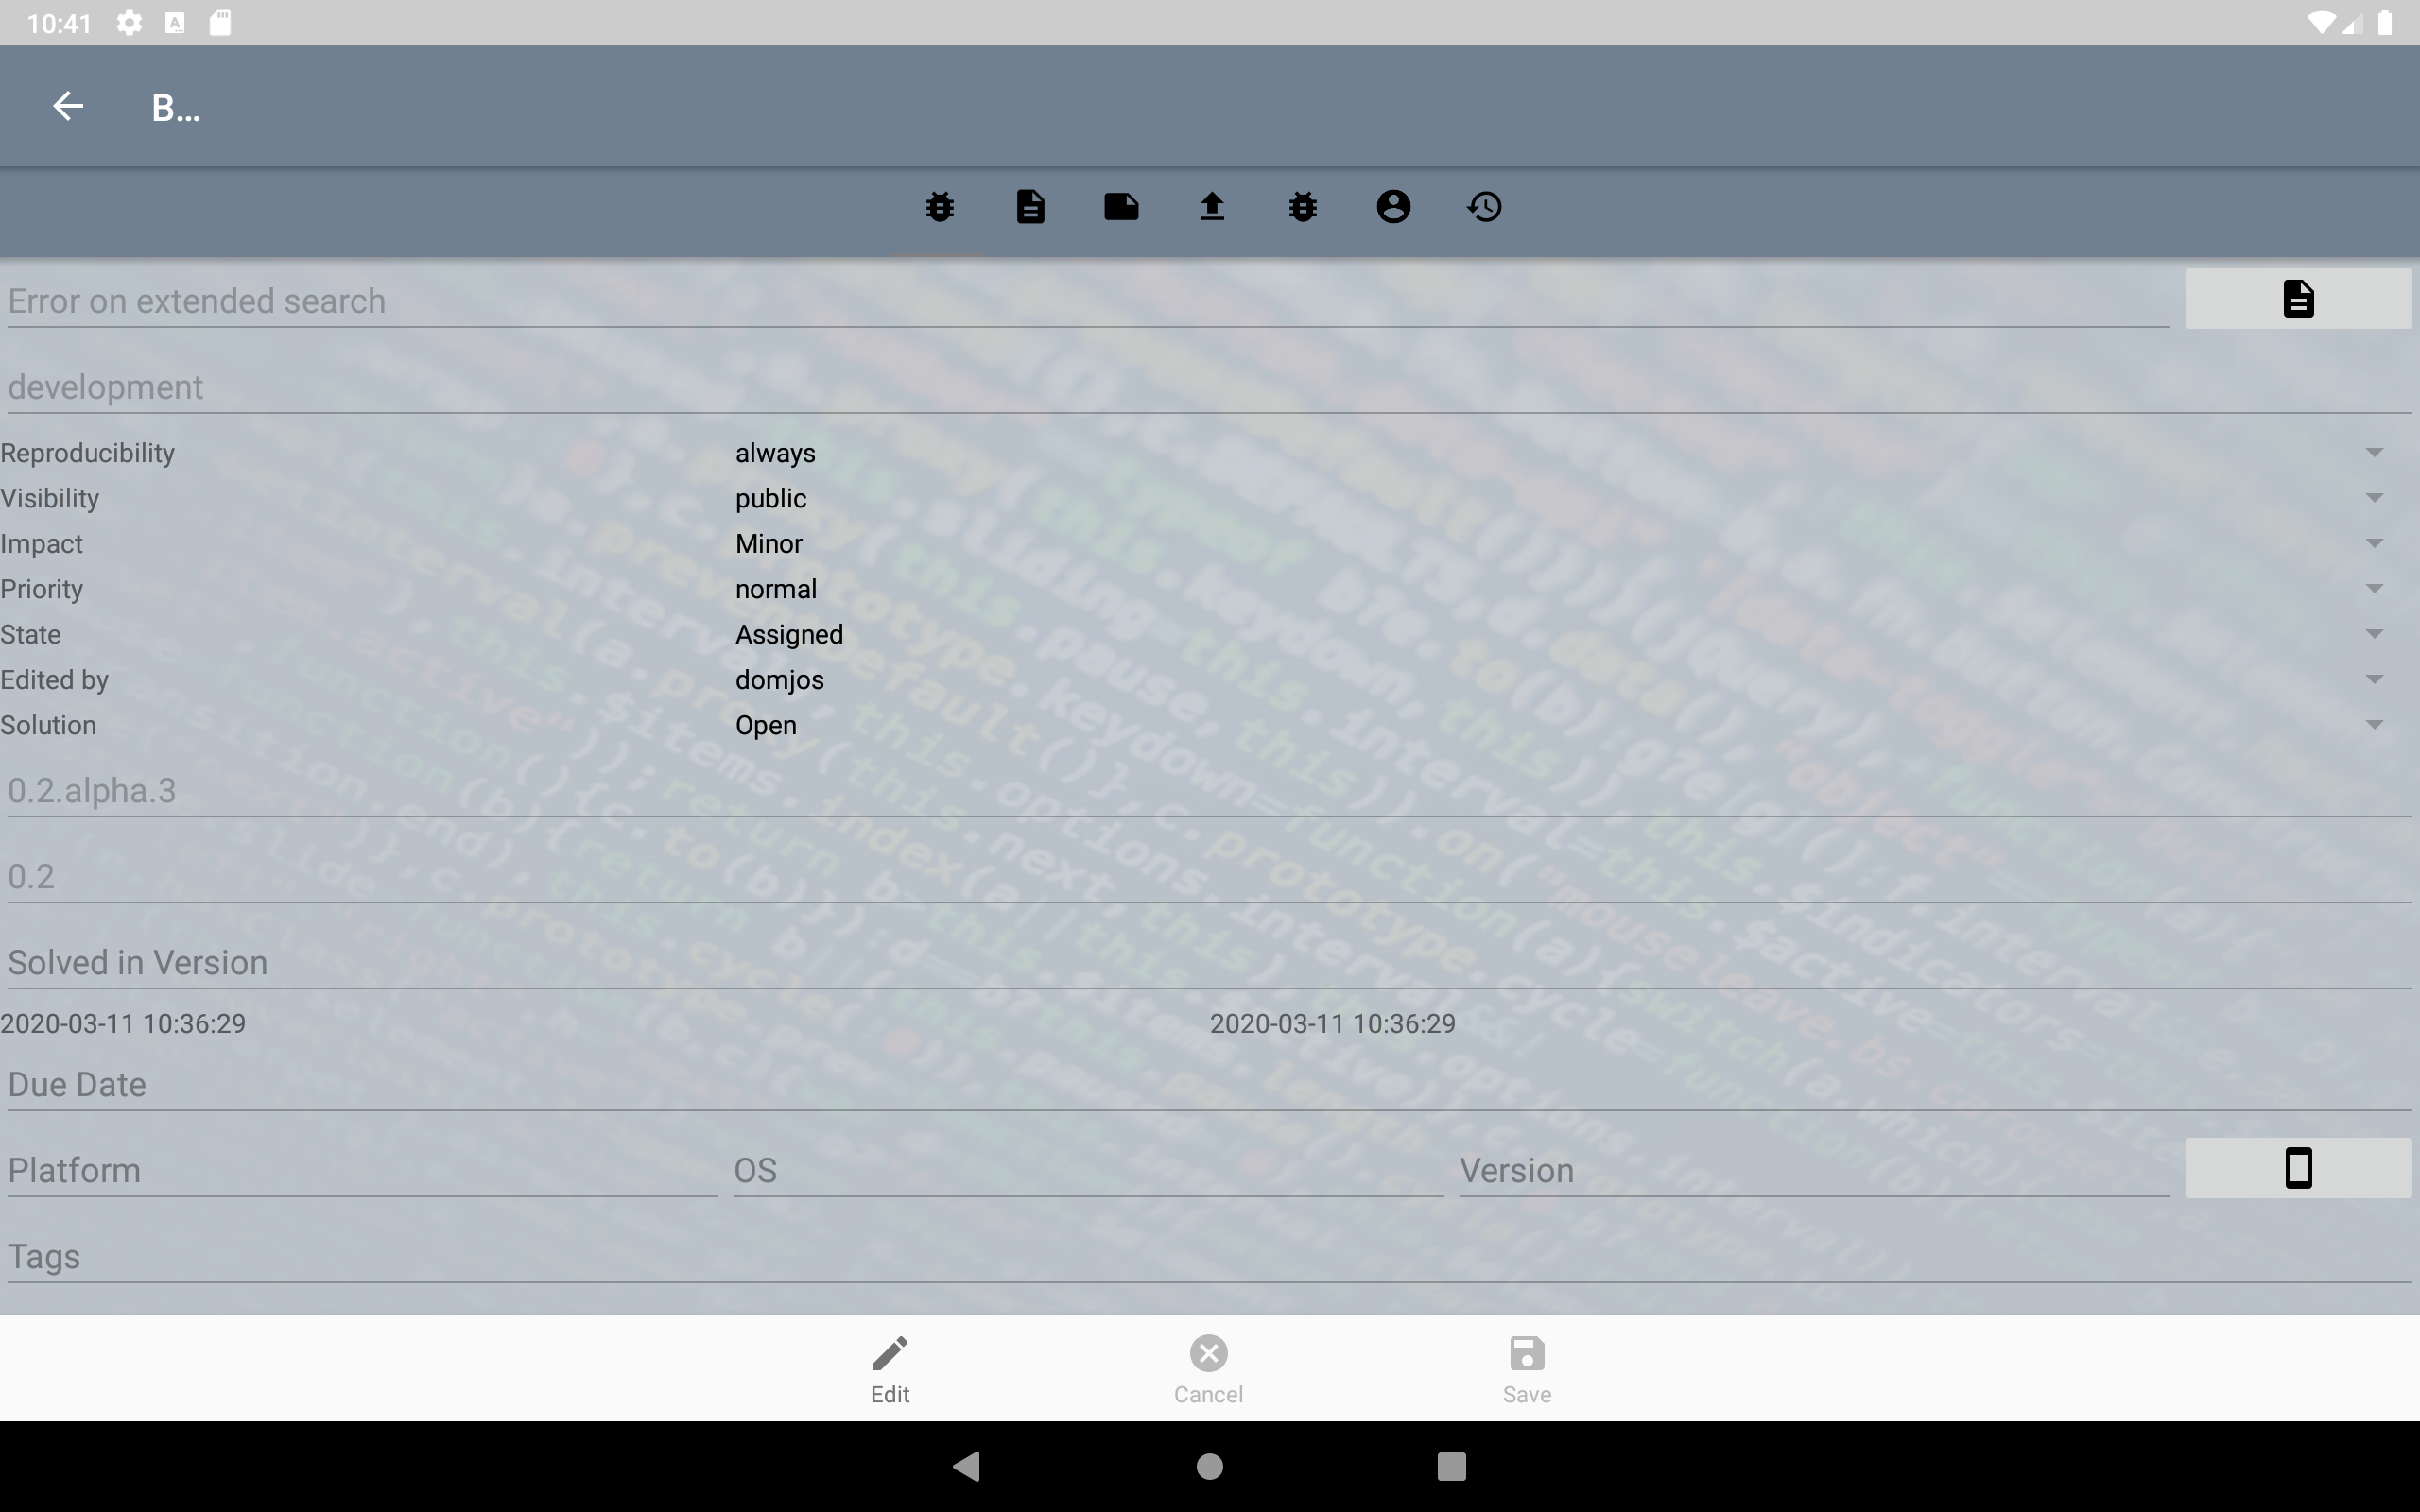 10:41
B...
Error on extended search
development
Reproducibility always
Visibility public
Impact Minor
Priority normal
State Assigned
Edited by domjos
Solution Open
0.2.alpha.3
0.2
Solved in Version
2020-03-11 10:36:29 2020-03-11 10:36:29
Due Date
Platform OS Version
Tags
Edit Cancel Save